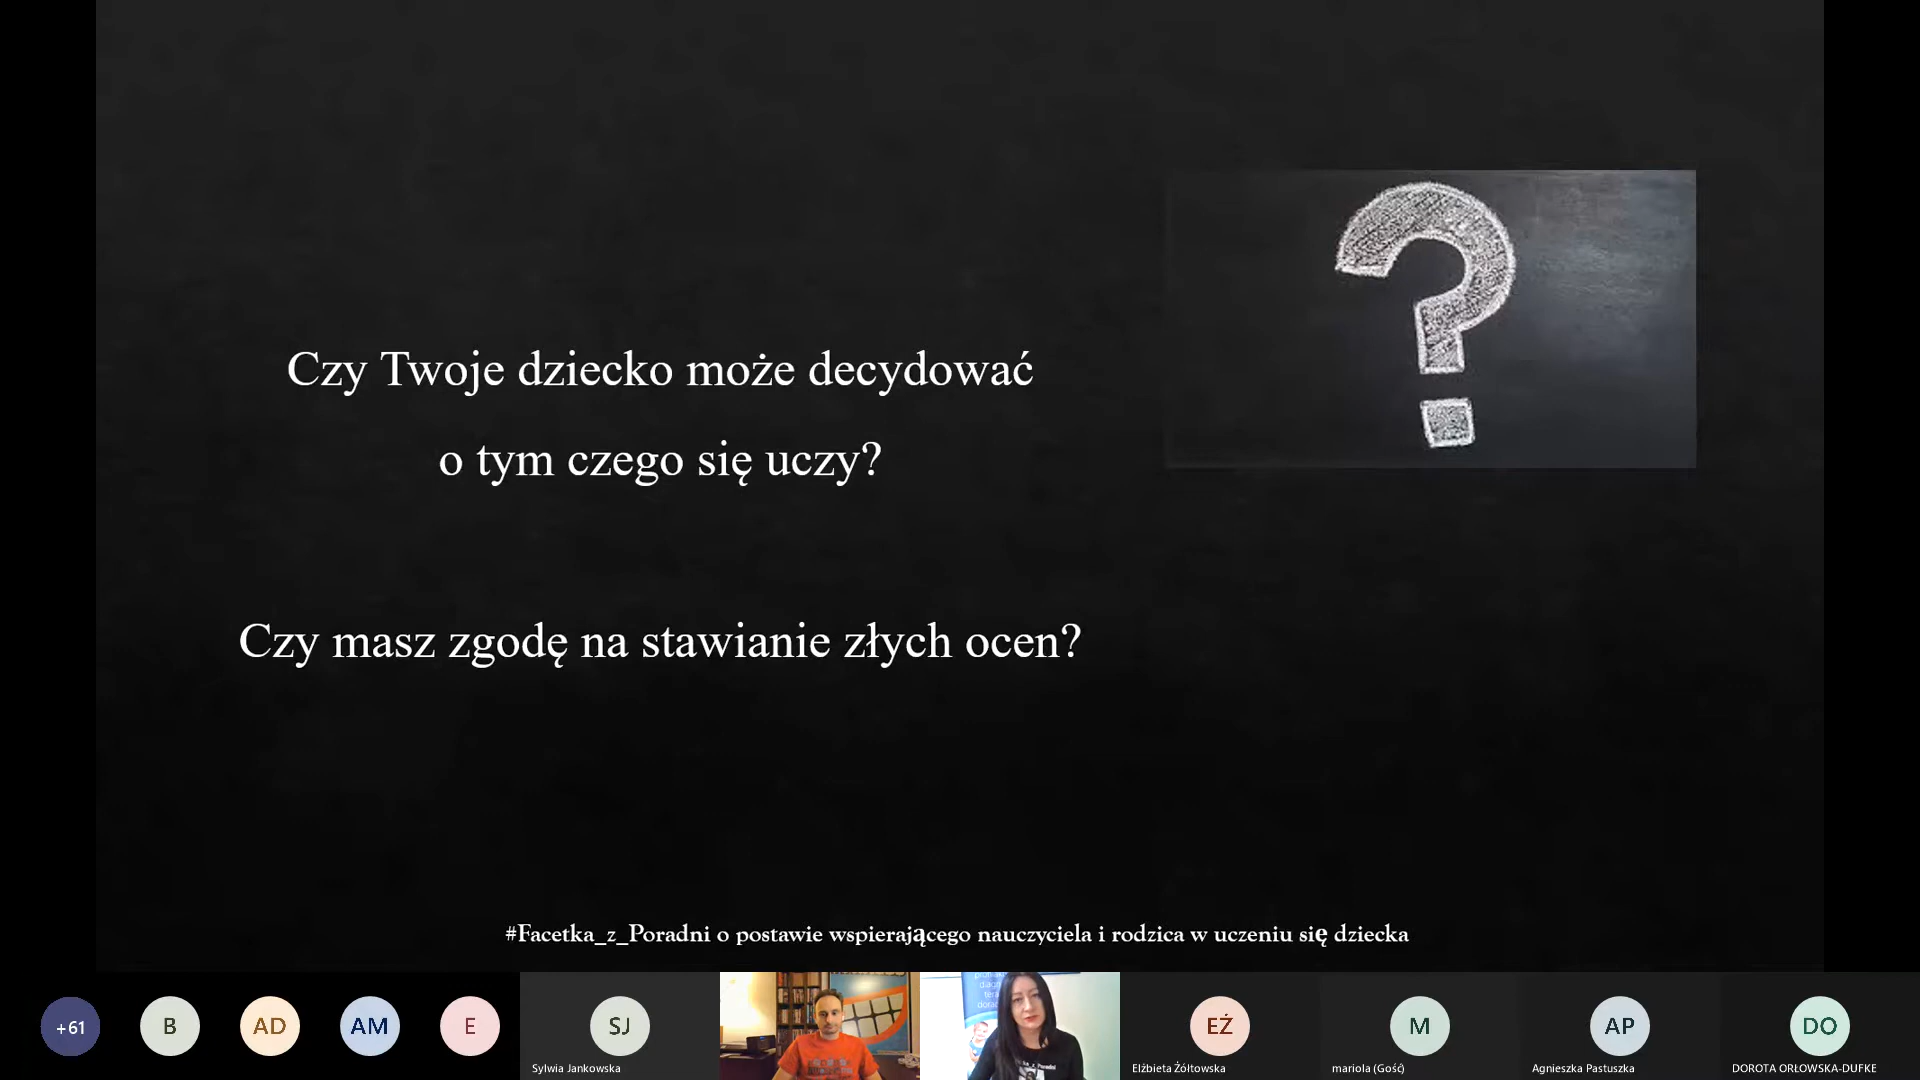 Czy Twoje dziecko może decydować
o tym czego się uczy?
Czy masz zgodę na stawianie złych ocen?
#Facetka_z_Poradni o postawie wspierającego nauczyciela i rodzica w uczeniu się dziecka
+61
B
AD
AM
E
SJ
EŻ
M
AP
DO
Sylwia Jankowska
Elżbieta Żółtowska
mariola (Gość)
Agnieszka Pastuszka
DOROTA ORŁOWSKA-DUFKE